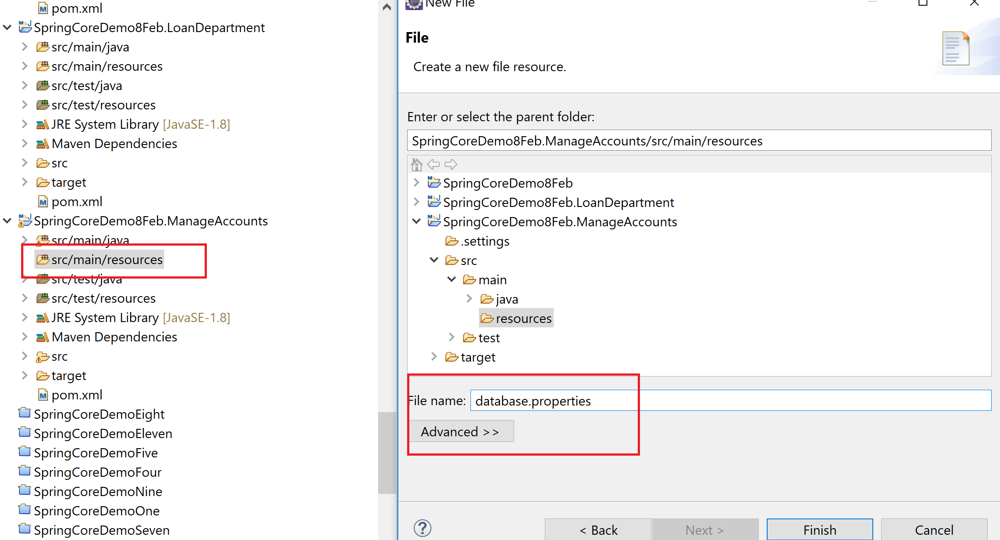 pom.xml
SpringCoreDemo8Feb.LoanDepartment
src/main/java
src/main/resources
src/test/java
src/test/resources
JRE System Library [JavaSE-1.8]
Maven Dependencies
src
target
pom.xml
SpringCoreDemo8Feb.ManageAccounts
src/main/java
src/main/resources
src/test/java
src/test/resources
JRE System Library [JavaSE-1.8]
Maven Dependencies
src
target
pom.xml
SpringCoreDemoEight
SpringCoreDemoEleven
SpringCoreDemoFive
SpringCoreDemoFour
SpringCoreDemoNine
SpringCoreDemoOne
SpringCoreDemoSeven
New File
File
Create a new file resource.
Enter or select the parent folder:
SpringCoreDemo8Feb.ManageAccounts/src/main/resources
SpringCoreDemo8Feb
SpringCoreDemo8Feb.LoanDepartment
SpringCoreDemo8Feb.ManageAccounts
.settings
src
main
java
resources
test
target
File name: database.properties
Advanced >>
? < Back Next > Finish Cancel